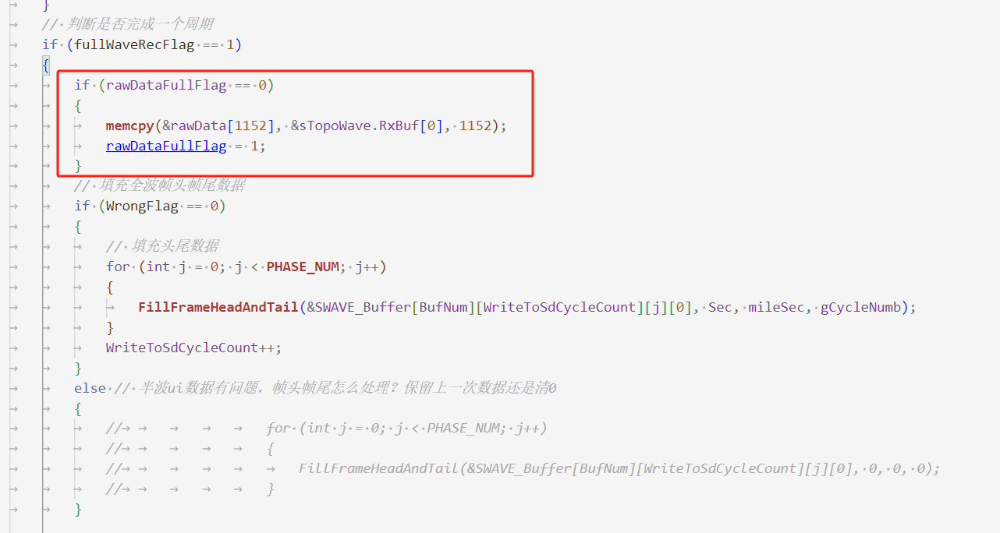 }
// 判断是否完成一个周期
if (fullWaveRecFlag == 1)
{
if (rawDataFullFlag == 0)
{
memcpy(&rawData[1152], &sTopoWave.RxBuf[0], 1152);
rawDataFullFlag = 1;
}
// 填充全波帧头帧尾数据
if (WrongFlag == 0)
{
// 填充头尾数据
for (int j = 0; j < PHASE_NUM; j++)
{
FillFrameHeadAndTail(&SWAVE_Buffer[BufNum][WriteToSdCycleCount][j][0], Sec, mileSec, gCycleNumb);
}
WriteToSdCycleCount++;
}
else // 半波ui数据有问题，帧头帧尾怎么处理？保留上一次数据还是清0
{
// for (int j = 0; j < PHASE_NUM; j++)
// {
// FillFrameHeadAndTail(&SWAVE_Buffer[BufNum][WriteToSdCycleCount][j][0], 0, 0, 0);
// }
}